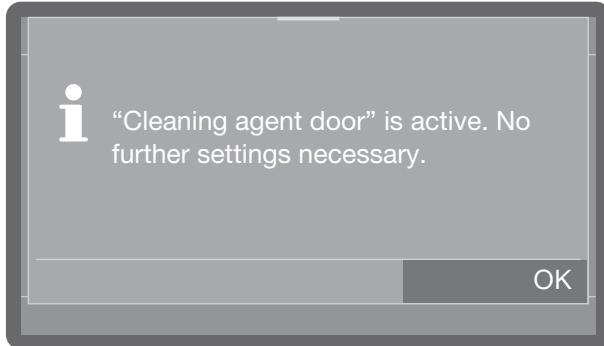 “Cleaning agent door” is active. No
further settings necessary.
OK